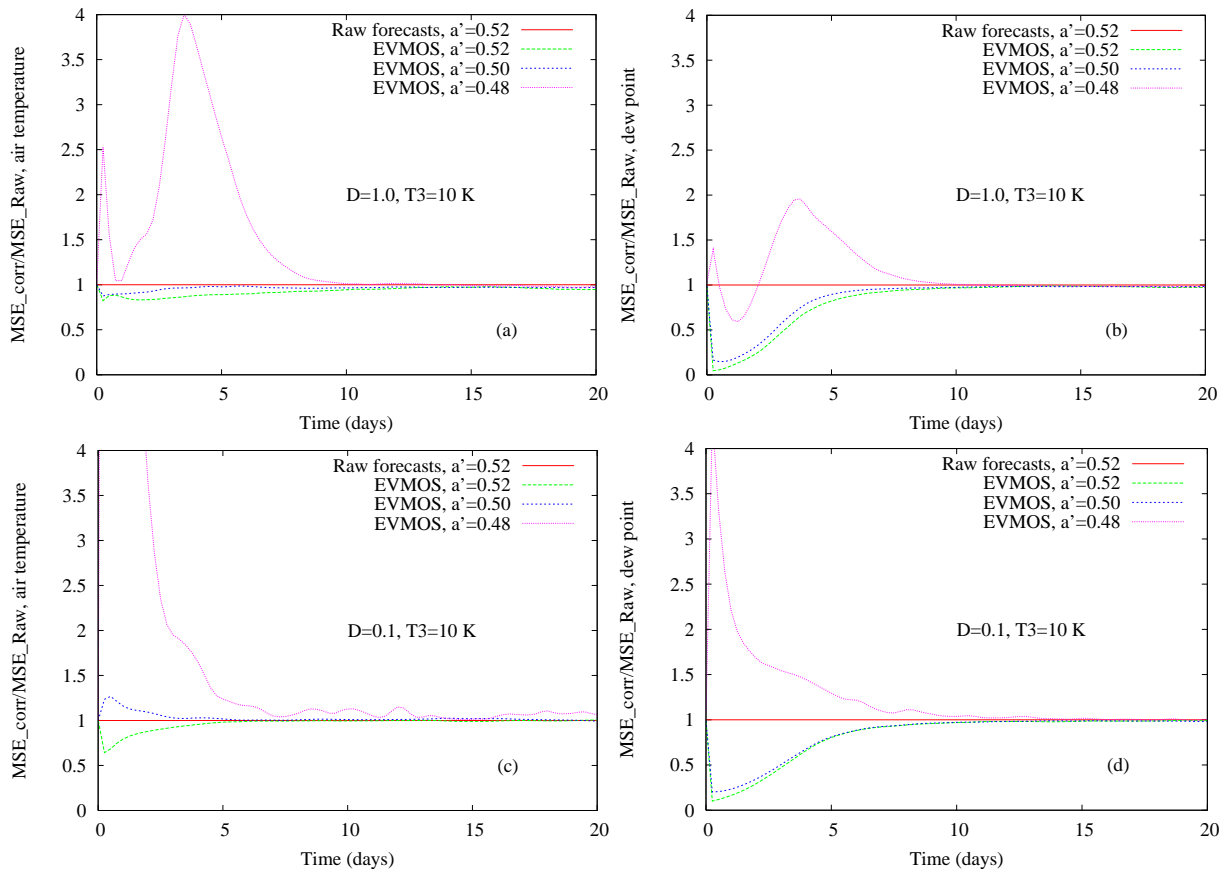 MSE_corr/MSE_Raw, air temperature
4
3.5
3
2.5
2
1.5
1
0.5
0
Raw forecasts, a’=0.52
EVMOS, a’=0.52
EVMOS, a’=0.50
EVMOS, a’=0.48
D=1.0, T3=10 K
(a)
0 5 10 15 20
Time (days)
MSE_corr/MSE_Raw, dew point
4
3.5
3
2.5
2
1.5
1
0.5
0
Raw forecasts, a’=0.52
EVMOS, a’=0.52
EVMOS, a’=0.50
EVMOS, a’=0.48
D=1.0, T3=10 K
(b)
0 5 10 15 20
Time (days)
MSE_corr/MSE_Raw, air temperature
4
3.5
3
2.5
2
1.5
1
0.5
0
Raw forecasts, a’=0.52
EVMOS, a’=0.52
EVMOS, a’=0.50
EVMOS, a’=0.48
D=0.1, T3=10 K
(c)
0 5 10 15 20
Time (days)
MSE_corr/MSE_Raw, dew point
4
3.5
3
2.5
2
1.5
1
0.5
0
Raw forecasts, a’=0.52
EVMOS, a’=0.52
EVMOS, a’=0.50
EVMOS, a’=0.48
D=0.1, T3=10 K
(d)
0 5 10 15 20
Time (days)